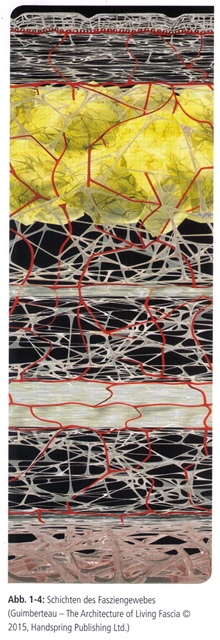 Abb. 1-4: Schichten des Fasziengewebes
(Guimberteau – The Architecture of Living Fascia ©
2015, Handspring Publishing Ltd.)